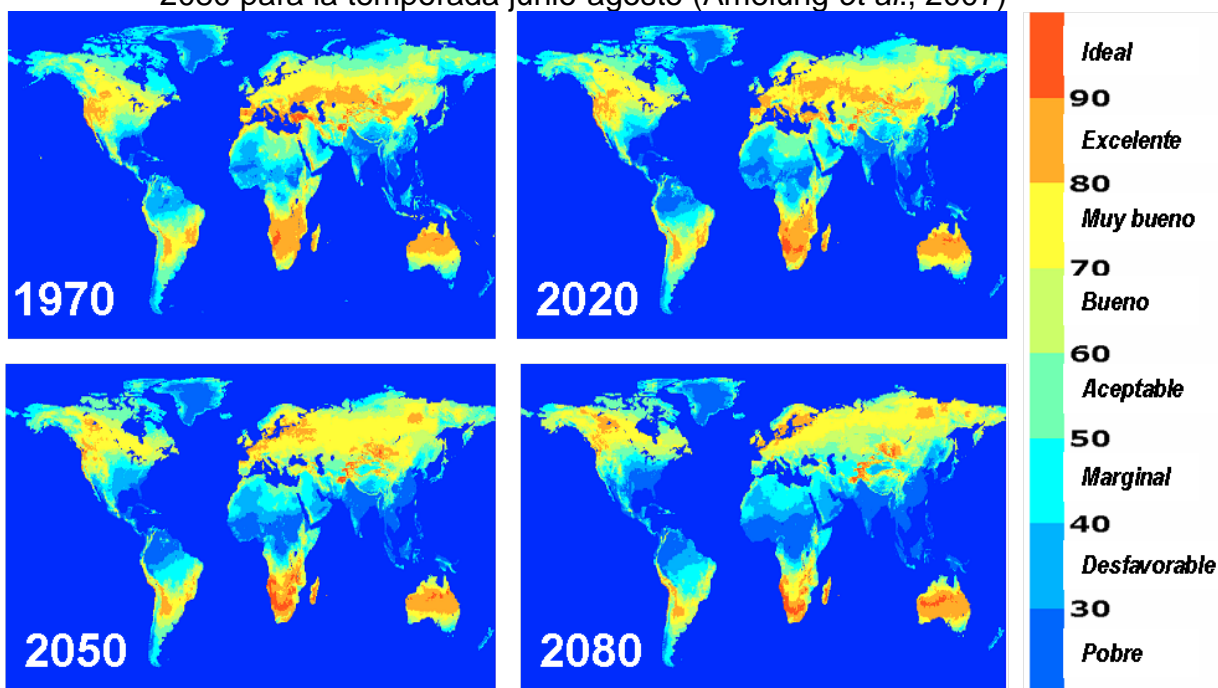 2080 para la temporada junio-agosto (Amelung et al., 2007)
1970
2020
2050
2080
Ideal
90
Excelente
80
Muy bueno
70
Bueno
60
Aceptable
50
Marginal
40
Desfavorable
30
Pobre